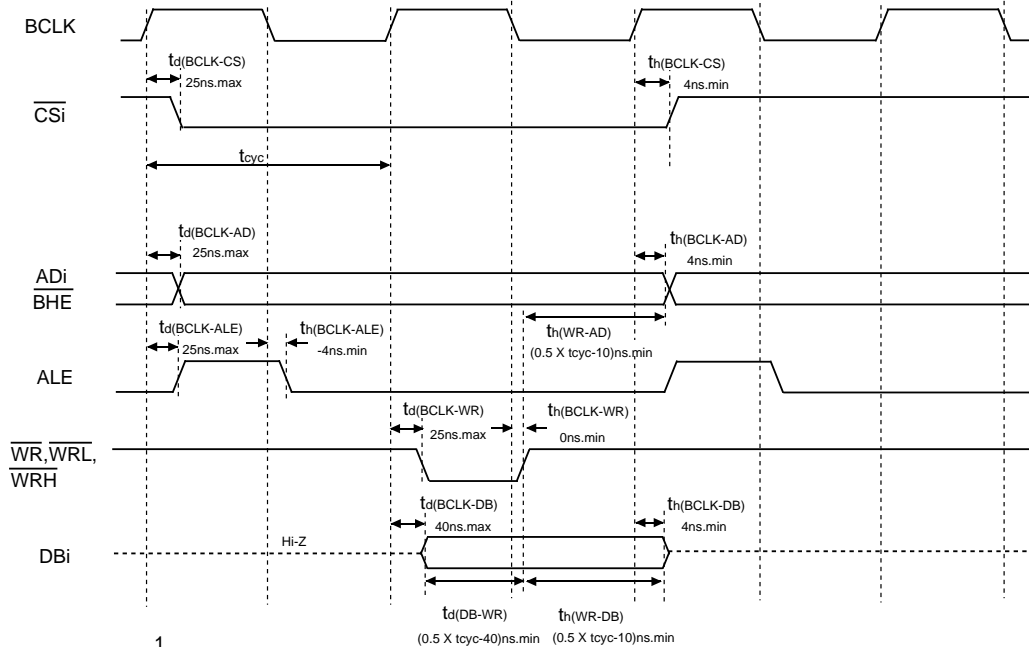 BCLK
td(BCLK-CS)
25ns.max
th(BCLK-CS)
4ns.min
CSi
tcyc
td(BCLK-AD)
25ns.max
th(BCLK-AD)
4ns.min
ADi
BHE
td(BCLK-ALE)
25ns.max
th(BCLK-ALE)
-4ns.min
th(WR-AD)
(0.5 X tcyc-10)ns.min
ALE
td(BCLK-WR)
25ns.max
th(BCLK-WR)
0ns.min
WR,WRL,
WRH
td(BCLK-DB)
40ns.max
th(BCLK-DB)
4ns.min
Hi-Z
DBi
td(DB-WR)
(0.5 X tcyc-40)ns.min
th(WR-DB)
(0.5 X tcyc-10)ns.min
1